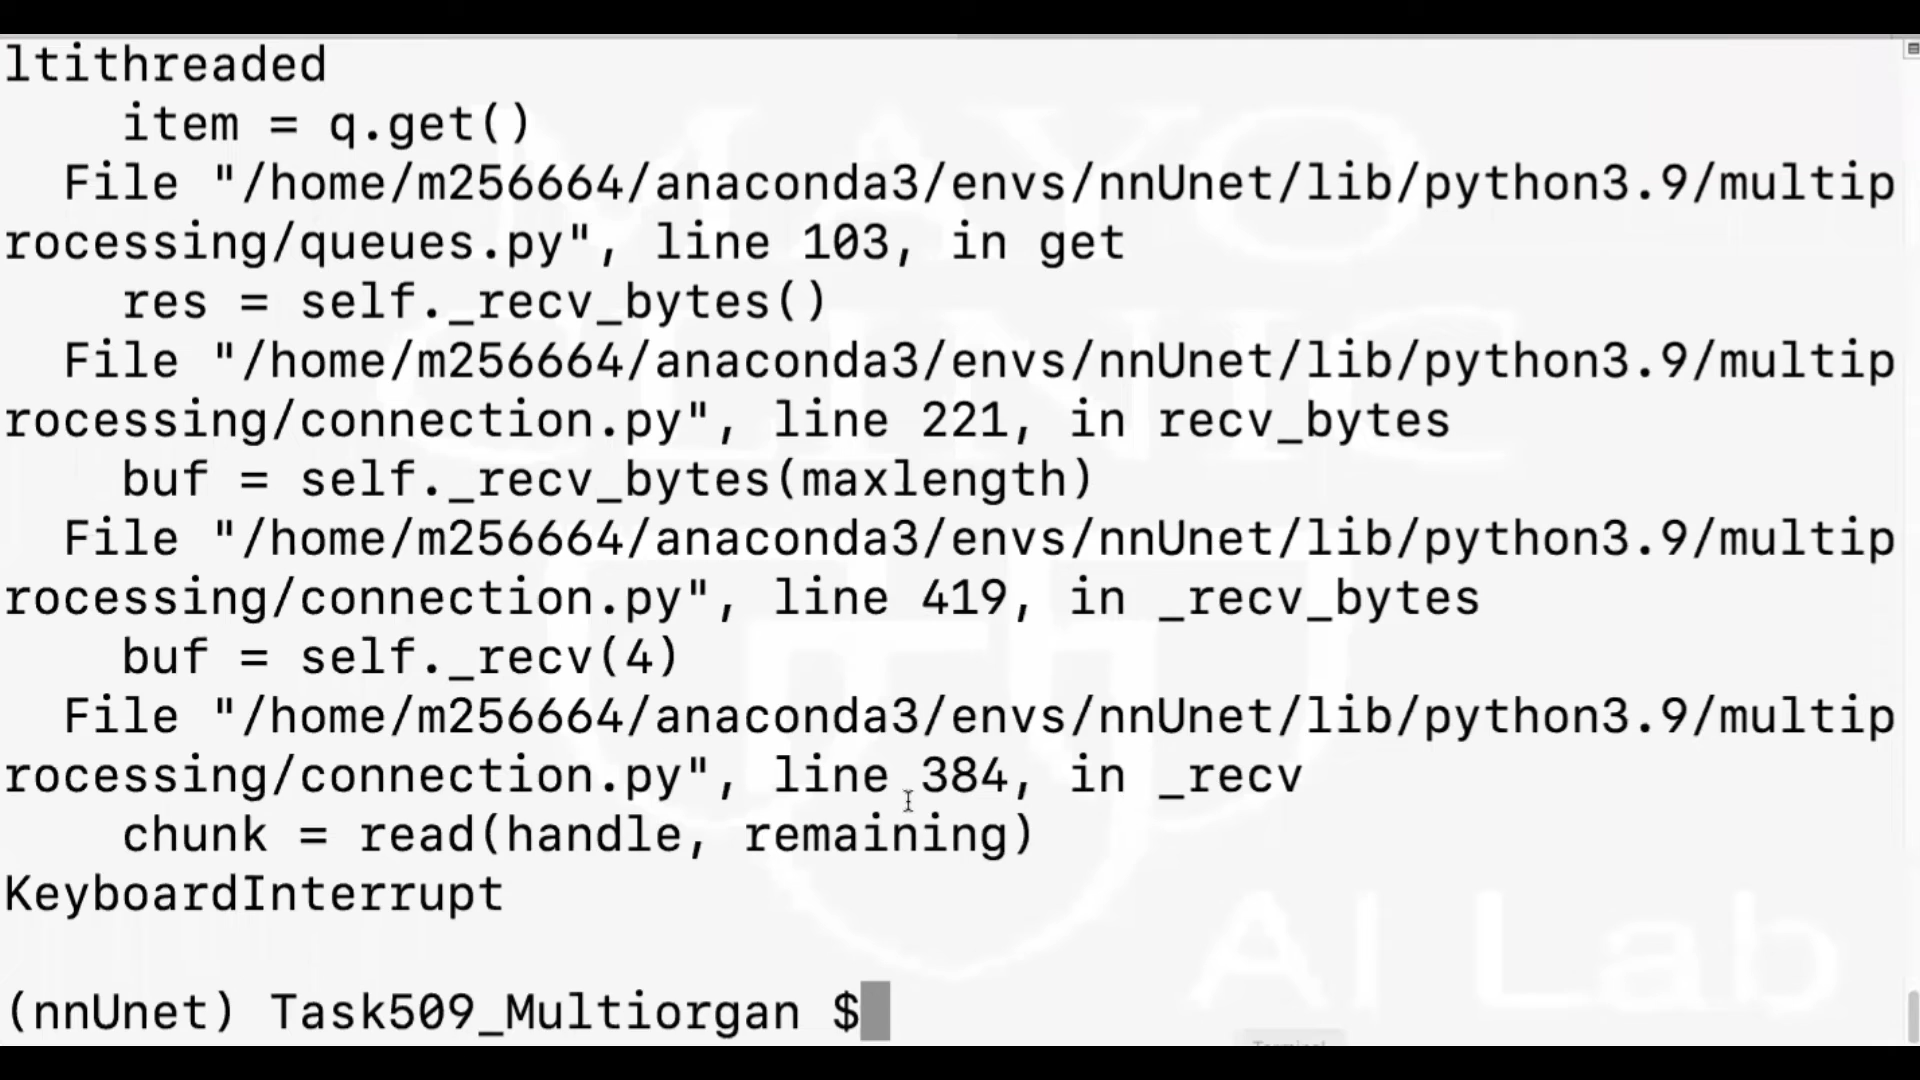 ltithreaded
    item = q.get()
  File "/home/m256664/anaconda3/envs/nnUnet/lib/python3.9/multip
rocessing/queues.py", line 103, in get
    res = self._recv_bytes()
  File "/home/m256664/anaconda3/envs/nnUnet/lib/python3.9/multip
rocessing/connection.py", line 221, in recv_bytes
    buf = self._recv_bytes(maxlength)
  File "/home/m256664/anaconda3/envs/nnUnet/lib/python3.9/multip
rocessing/connection.py", line 419, in _recv_bytes
    buf = self._recv(4)
  File "/home/m256664/anaconda3/envs/nnUnet/lib/python3.9/multip
rocessing/connection.py", line 384, in _recv
    chunk = read(handle, remaining)
KeyboardInterrupt
(nnUnet) Task509_Multiorgan $
MAYO
CLINIC
AI Lab